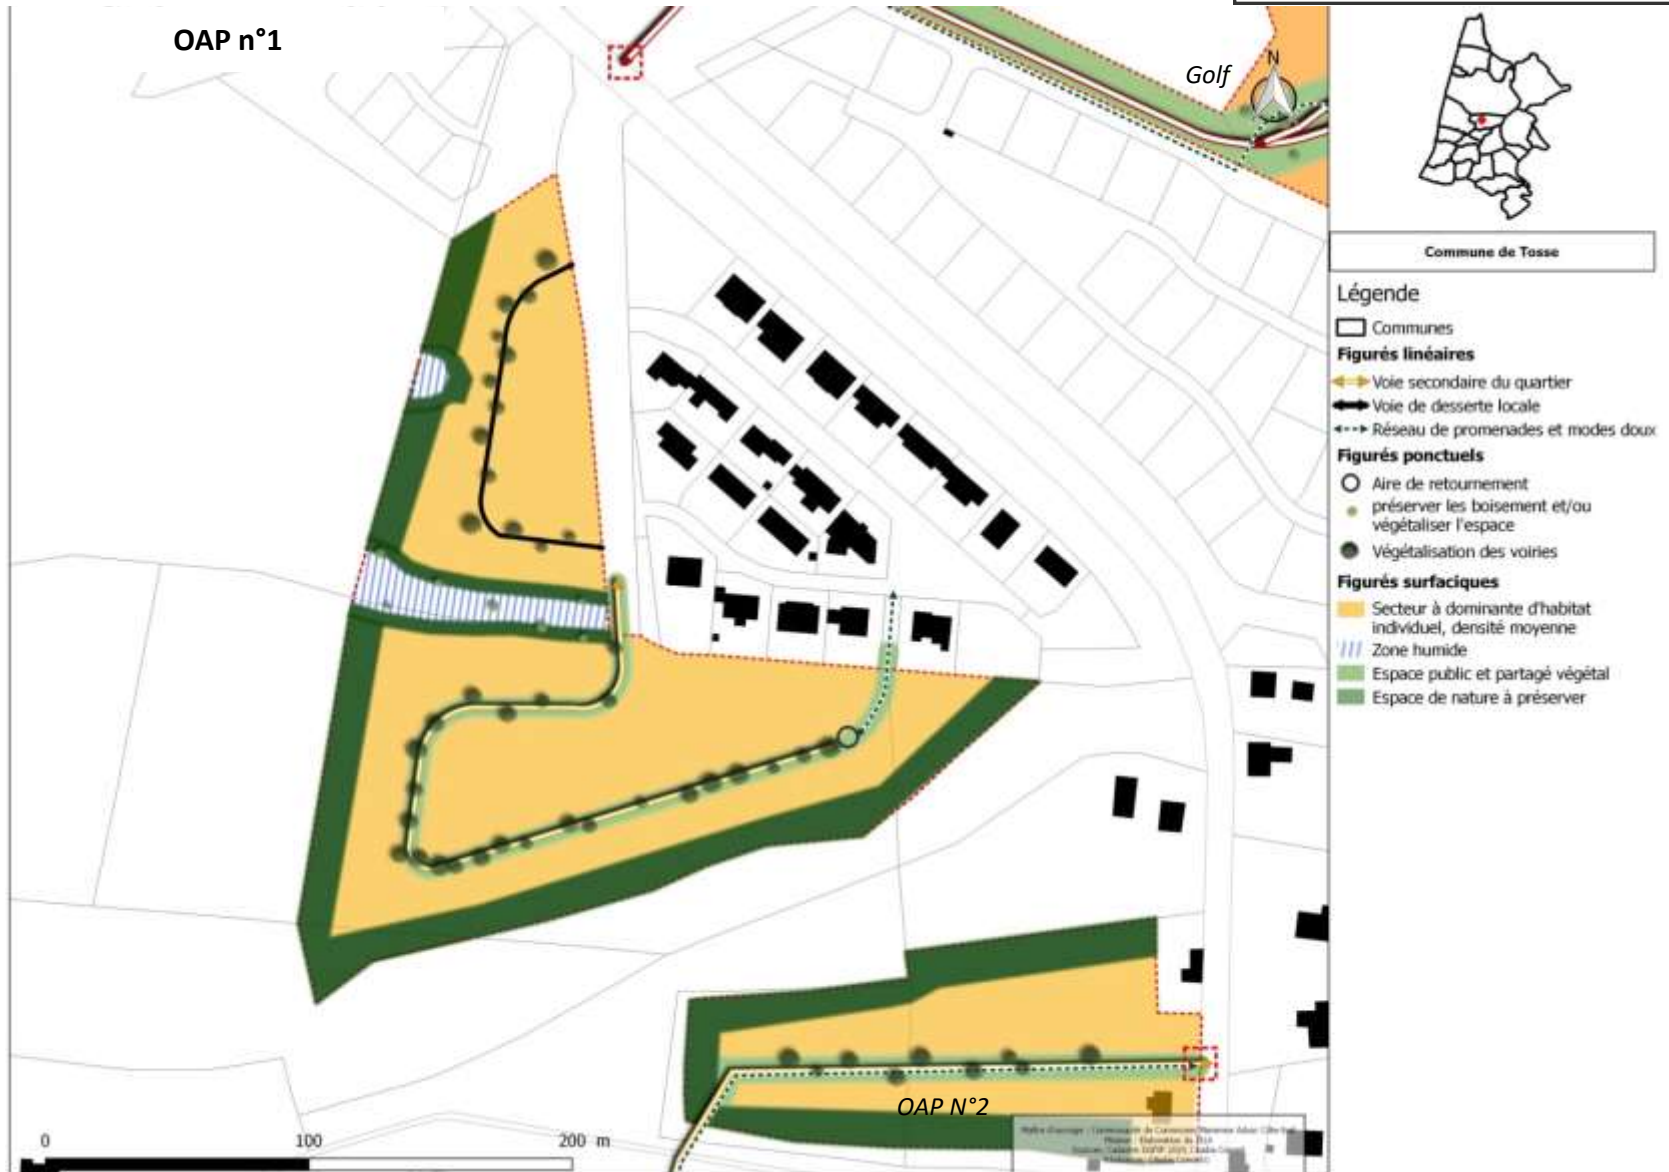 OAP n°1
Golf
N
Commune de Tosse
Légende
Communes
Figurés linéaires
Voie secondaire du quartier
Voie de desserte locale
Réseau de promenades et modes doux
Figurés ponctuels
Aire de retournement
préserver les boisement et/ou
végétaliser l'espace
Végétalisation des voiries
Figurés surfaciques
Secteur à dominante d'habitat
individuel, densité moyenne
Zone humide
Espace public et partagé végétal
Espace de nature à préserver
OAP N°2
0 100 200 m